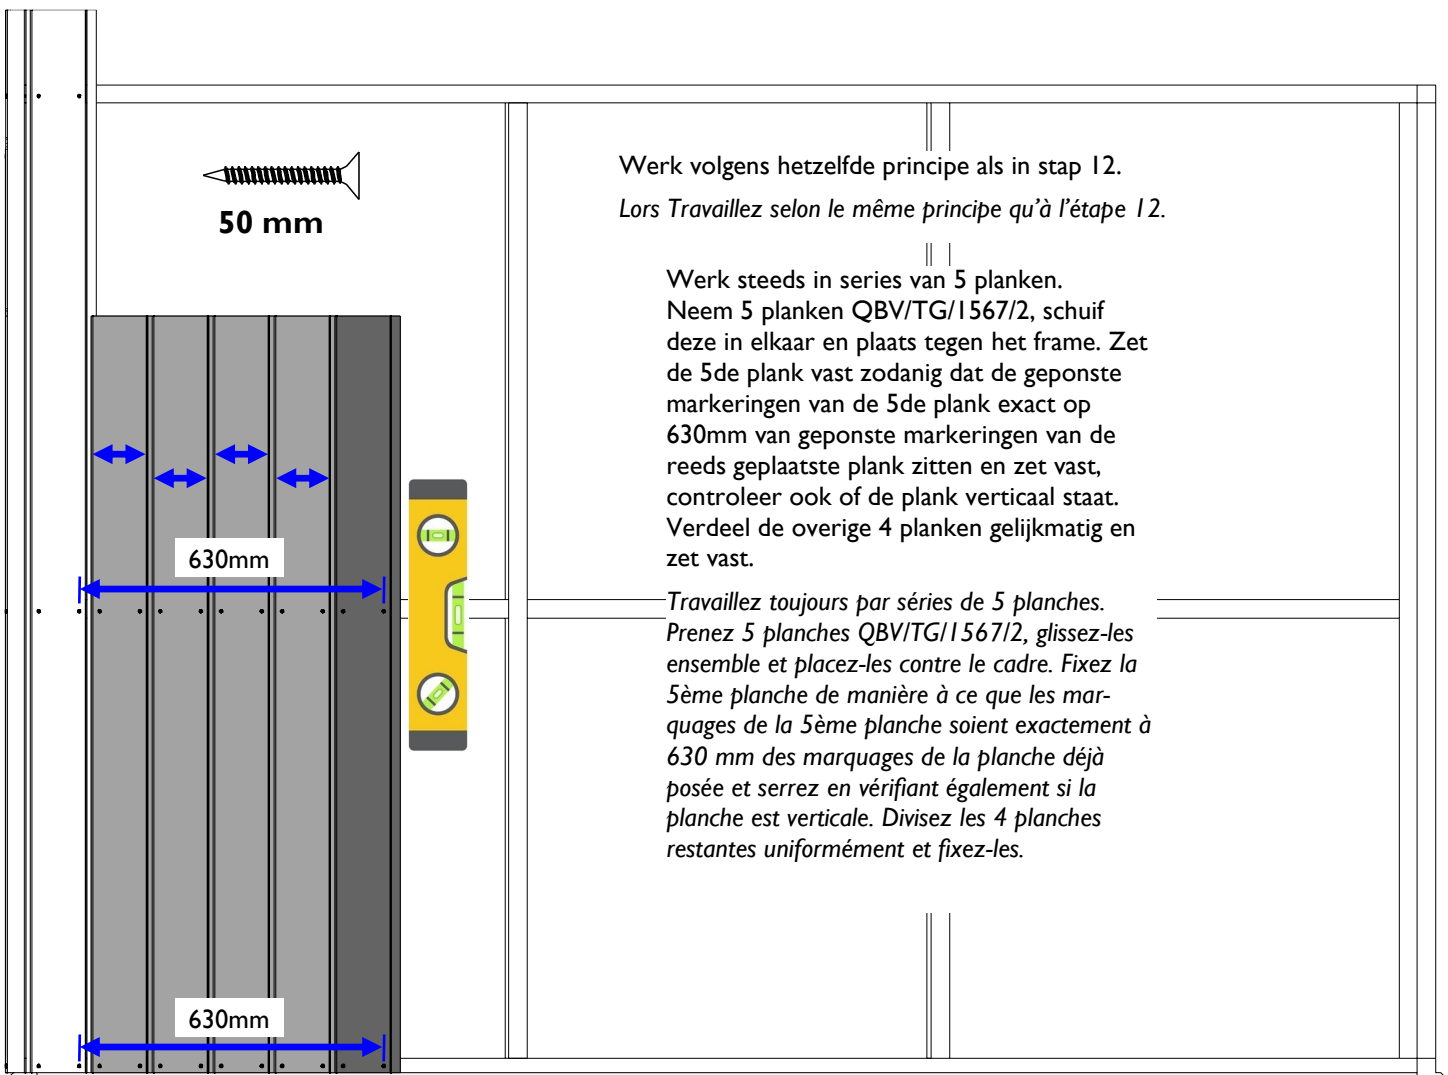 50 mm
Werk volgens hetzelfde principe als in stap 12.
Lors Travaillez selon le même principe qu'à l'étape 12.
Werk steeds in series van 5 planken.
Neem 5 planken QBV/TG/1567/2, schuif
deze in elkaar en plaats tegen het frame. Zet
de 5de plank vast zodanig dat de geponste
markeringen van de 5de plank exact op
630mm van geponste markeringen van de
reeds geplaatste plank zitten en zet vast,
controleer ook of de plank verticaal staat.
Verdeel de overige 4 planken gelijkmatig en
zet vast.
Travaillez toujours par séries de 5 planches.
Prenez 5 planches QBV/TG/1567/2, glissez-les
ensemble et placez-les contre le cadre. Fixez la
5ème planche de manière à ce que les mar-
quages de la 5ème planche soient exactement à
630 mm des marquages de la planche déjà
posée et serrez en vérifiant également si la
planche est verticale. Divisez les 4 planches
restantes uniformément et fixez-les.
630mm
630mm